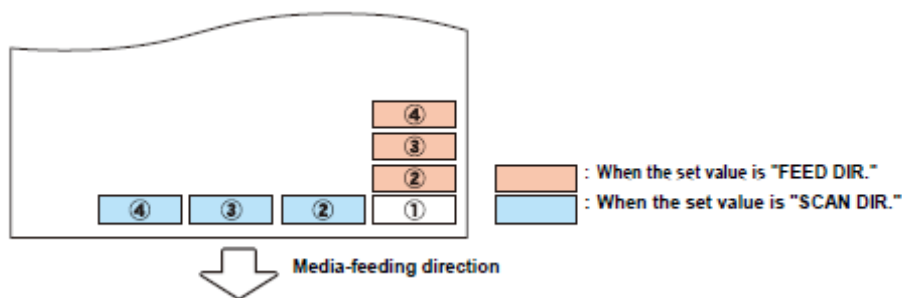 ④
③
② : When the set value is "FEED DIR."
④ ③ ② ① : When the set value is "SCAN DIR."
Media-feeding direction